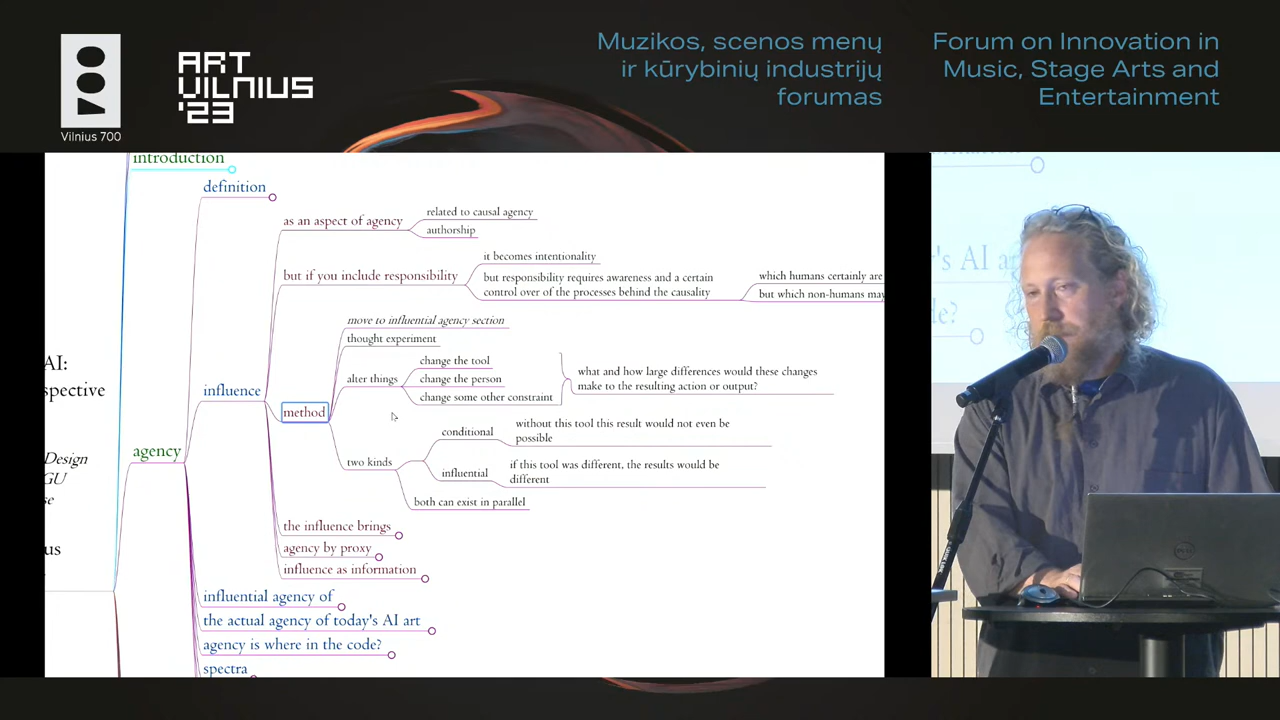 Vilnius 700
ART
VILNIUS
'23
Muzikos, scenos menų
ir kūrybinių industrijų
forumas
Forum on Innovation in
Music, Stage Arts and
Entertainment
introduction
definition
as an aspect of agency
related to causal agency
authorship
but if you include responsibility
it becomes intentionality
but responsibility requires awareness and a certain
control over of the processes behind the causality
which humans certainly are
but which non-humans may
influence
method
move to influential agency section
thought experiment
alter things
change the tool
change the person
change some other constraint
what and how large differences would these changes
make to the resulting action or output?
two kinds
conditional
without this tool this result would not even be
possible
influential
if this tool was different, the results would be
different
both can exist in parallel
the influence brings
agency by proxy
influence as information
agency
influential agency of
the actual agency of today's AI art
agency is where in the code?
spectra
AI:
spective
Design
GU
se
us
's AI ar
de?
DELL